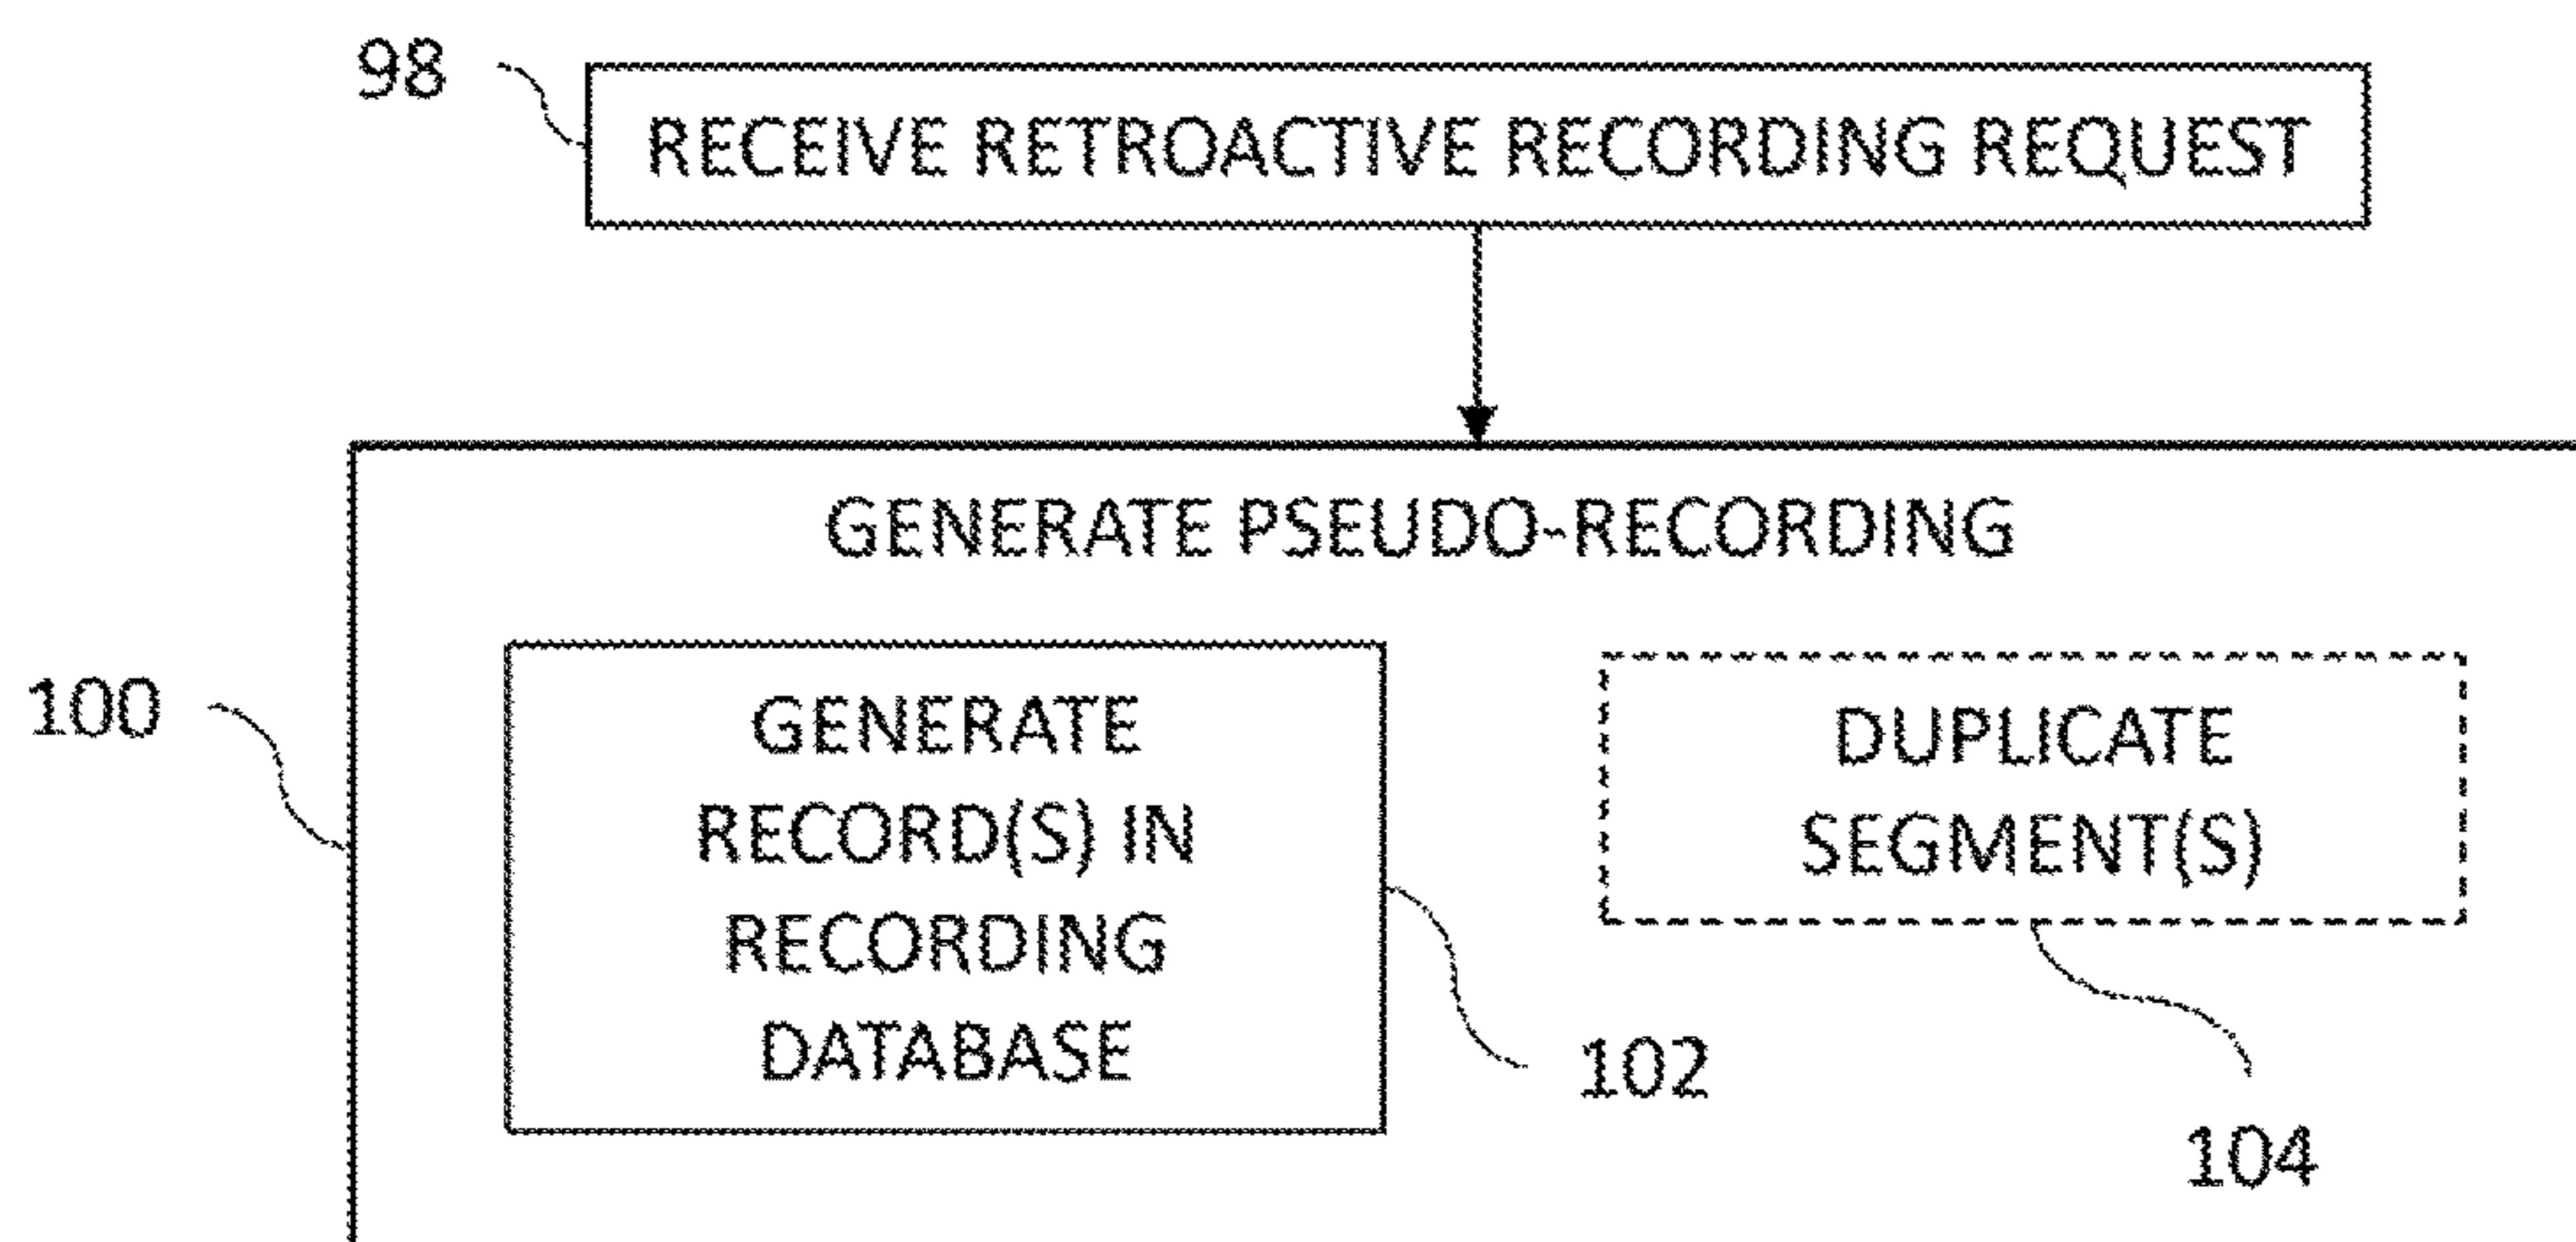 98
RECEIVE RETROACTIVE RECORDING REQUEST
GENERATE PSEUDO-RECORDING
100
GENERATE
RECORD(S) IN
RECORDING
DATABASE
102
DUPLICATE
SEGMENT(S)
104